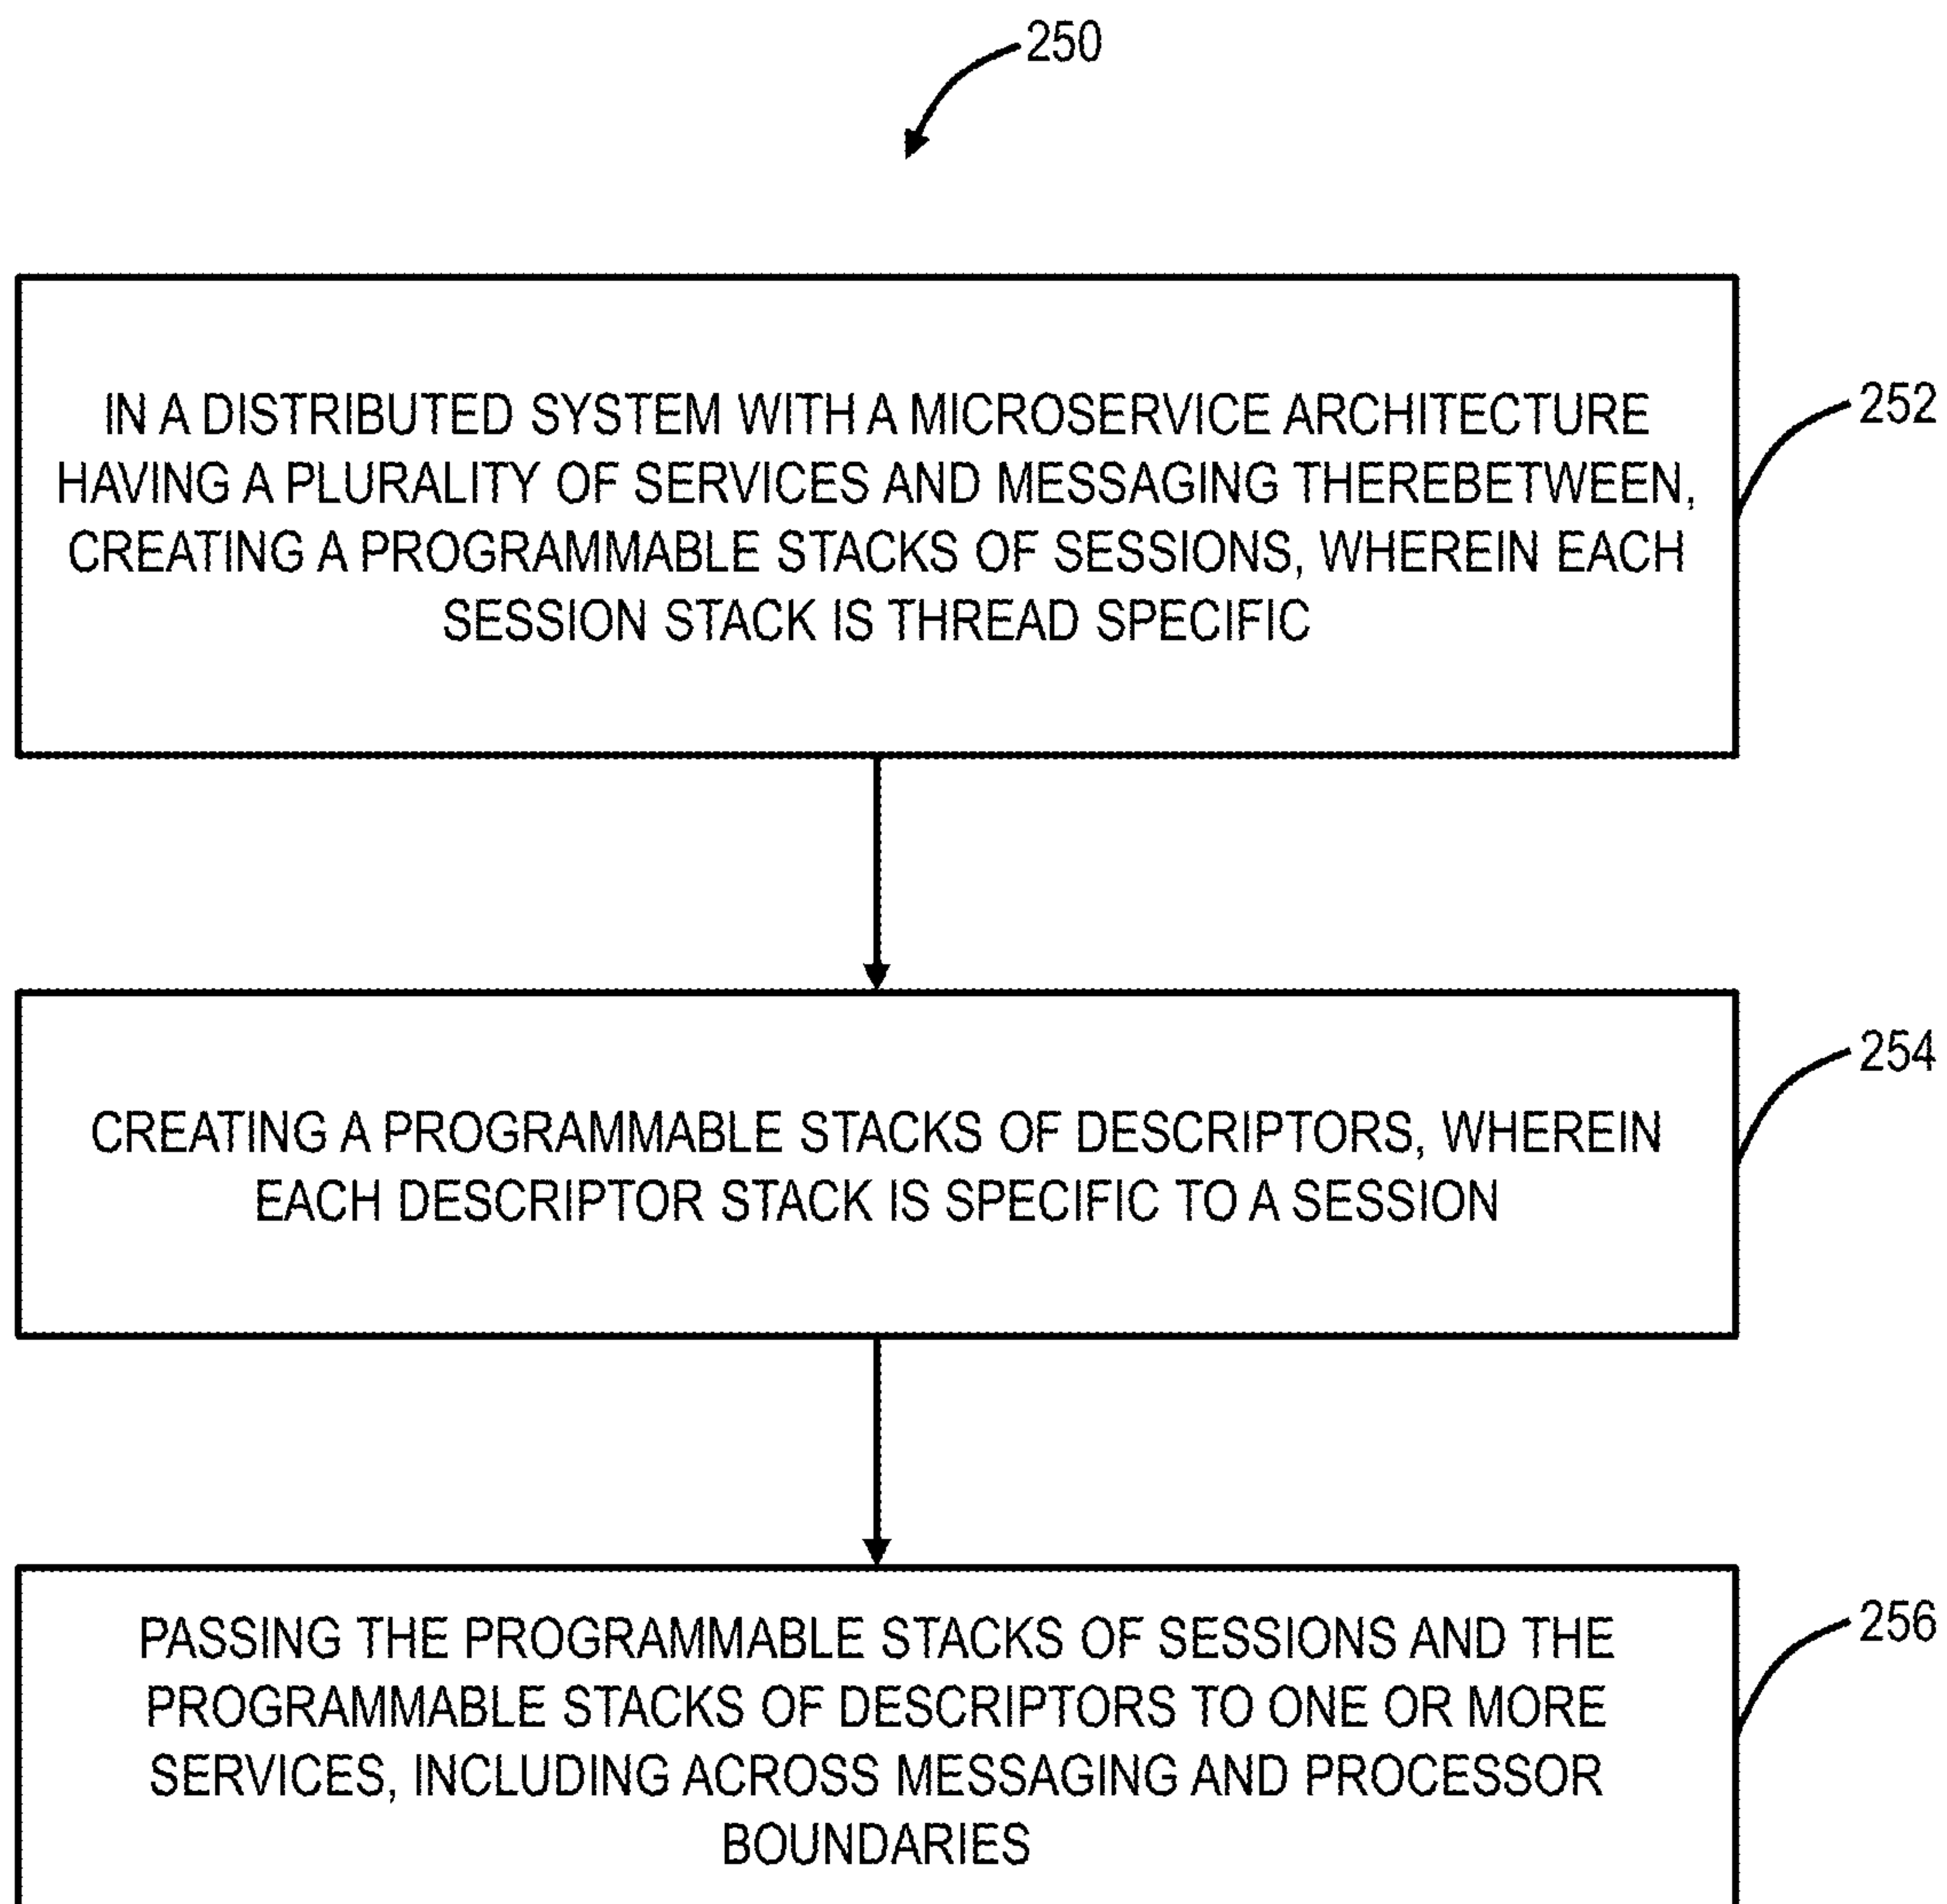 250
IN A DISTRIBUTED SYSTEM WITH A MICROSERVICE ARCHITECTURE
HAVING A PLURALITY OF SERVICES AND MESSAGING THEREBETWEEN,
CREATING A PROGRAMMABLE STACKS OF SESSIONS, WHEREIN EACH
SESSION STACK IS THREAD SPECIFIC
252
CREATING A PROGRAMMABLE STACKS OF DESCRIPTORS, WHEREIN
EACH DESCRIPTOR STACK IS SPECIFIC TO A SESSION
254
PASSING THE PROGRAMMABLE STACKS OF SESSIONS AND THE
PROGRAMMABLE STACKS OF DESCRIPTORS TO ONE OR MORE
SERVICES, INCLUDING ACROSS MESSAGING AND PROCESSOR
BOUNDARIES
256